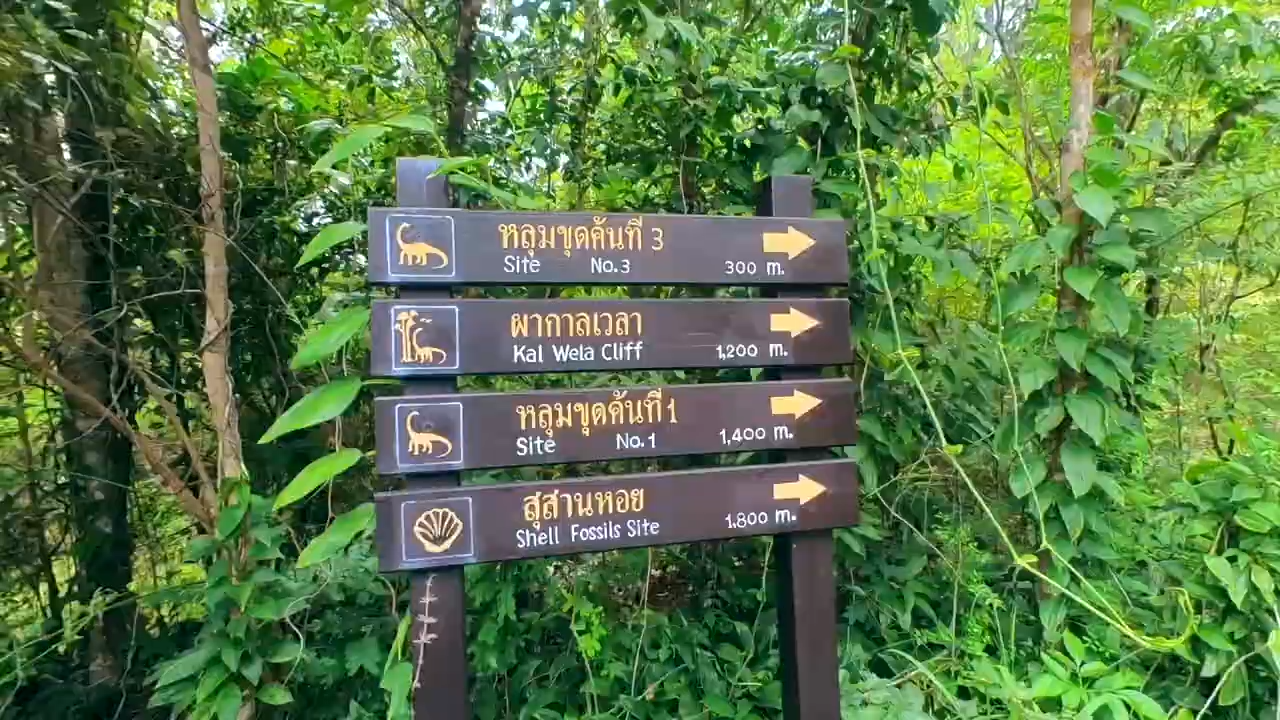 หลุมขุดค้นที่ 3
Site No.3 300 m.
ผากาลเวลา
Kal Wela Cliff 1,200 m.
หลุมขุดค้นที่ 1
Site No.1 1,400 m.
สุสานหอย
Shell Fossils Site 1,800 m.